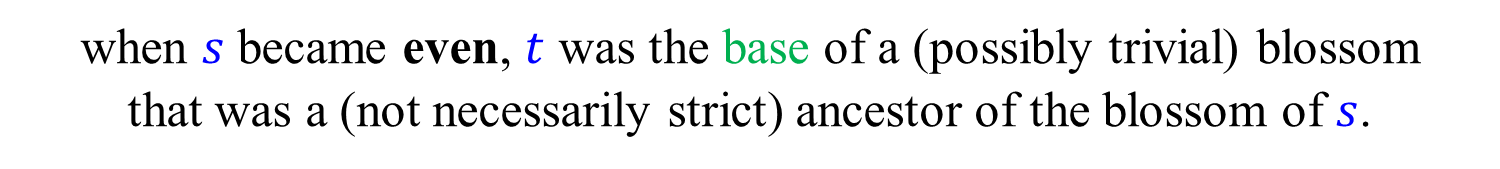 when s became even, t was the base of a (possibly trivial) blossom
that was a (not necessarily strict) ancestor of the blossom of s.